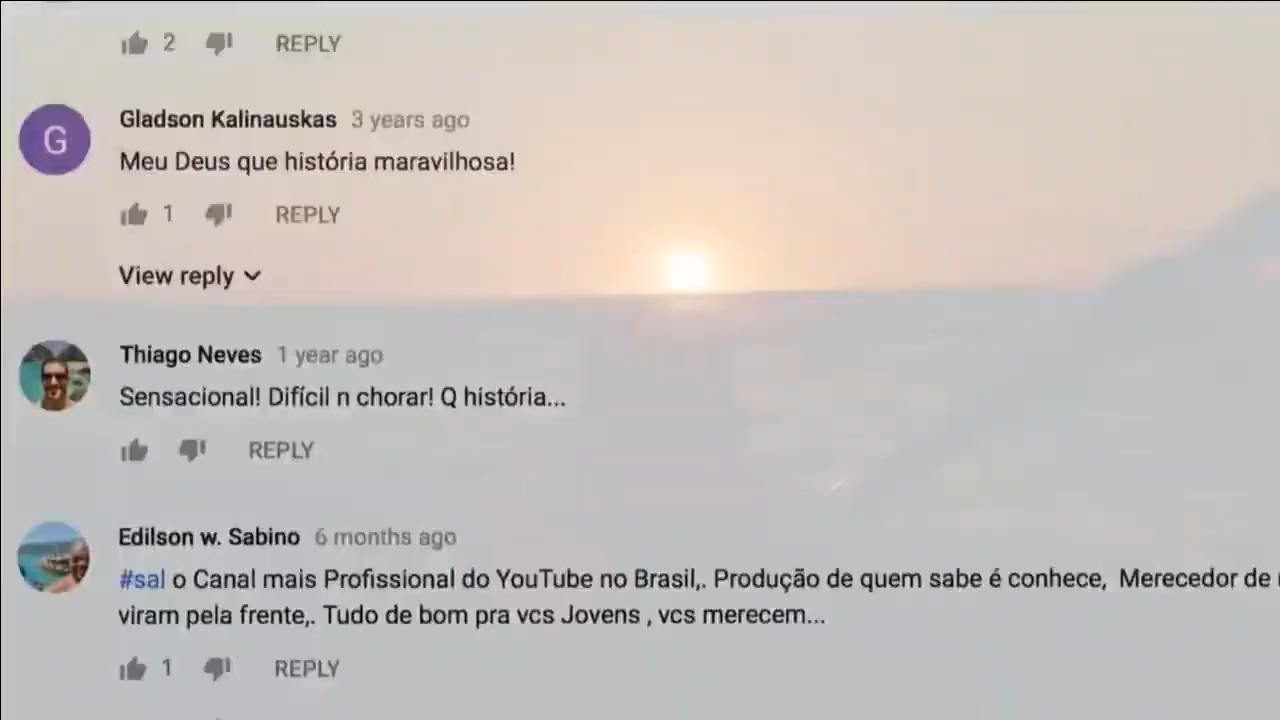 2 REPLY
G
Gladson Kalinauskas 3 years ago
Meu Deus que história maravilhosa!
1 REPLY
View reply
Thiago Neves 1 year ago
Sensacional! Difícil n chorar! Q história...
REPLY
Edilson w. Sabino 6 months ago
#sal o Canal mais Profissional do YouTube no Brasil,. Produção de quem sabe é conhece, Merecedor de
viram pela frente,. Tudo de bom pra vcs Jovens , vcs merecem...
1 REPLY